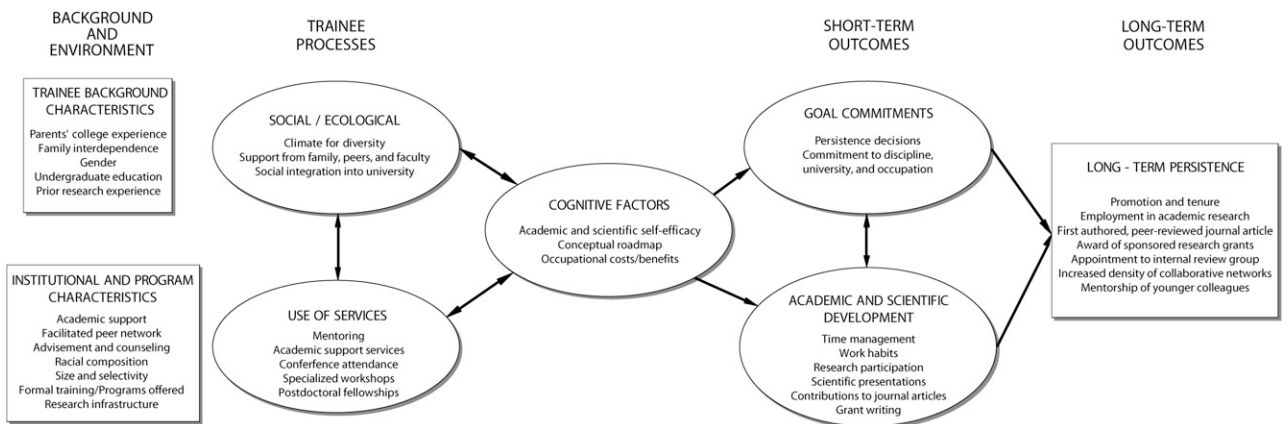 BACKGROUND
AND
ENVIRONMENT
TRAINEE BACKGROUND
CHARACTERISTICS
Parents' college experience
Family interdependence
Gender
Undergraduate education
Prior research experience
INSTITUTIONAL AND PROGRAM
CHARACTERISTICS
Academic support
Facilitated peer network
Advisement and counseling
Racial composition
Size and selectivity
Formal training/Programs offered
Research infrastructure
TRAINEE
PROCESSES
SOCIAL / ECOLOGICAL
Climate for diversity
Support from family, peers, and faculty
Social integration into university
USE OF SERVICES
Mentoring
Academic support services
Conferfence attendance
Specialized workshops
Postdoctoral fellowships
COGNITIVE FACTORS
Academic and scientific self-efficacy
Conceptual roadmap
Occupational costs/benefits
SHORT-TERM
OUTCOMES
GOAL COMMITMENTS
Persistence decisions
Commitment to discipline,
university, and occupation
ACADEMIC AND SCIENTIFIC
DEVELOPMENT
Time management
Work habits
Research participation
Scientific presentations
Contributions to journal articles
Grant writing
LONG-TERM
OUTCOMES
LONG - TERM PERSISTENCE
Promotion and tenure
Employment in academic research
First authored, peer-reviewed journal article
Award of sponsored research grants
Appointment to internal review group
Increased density of collaborative networks
Mentorship of younger colleagues